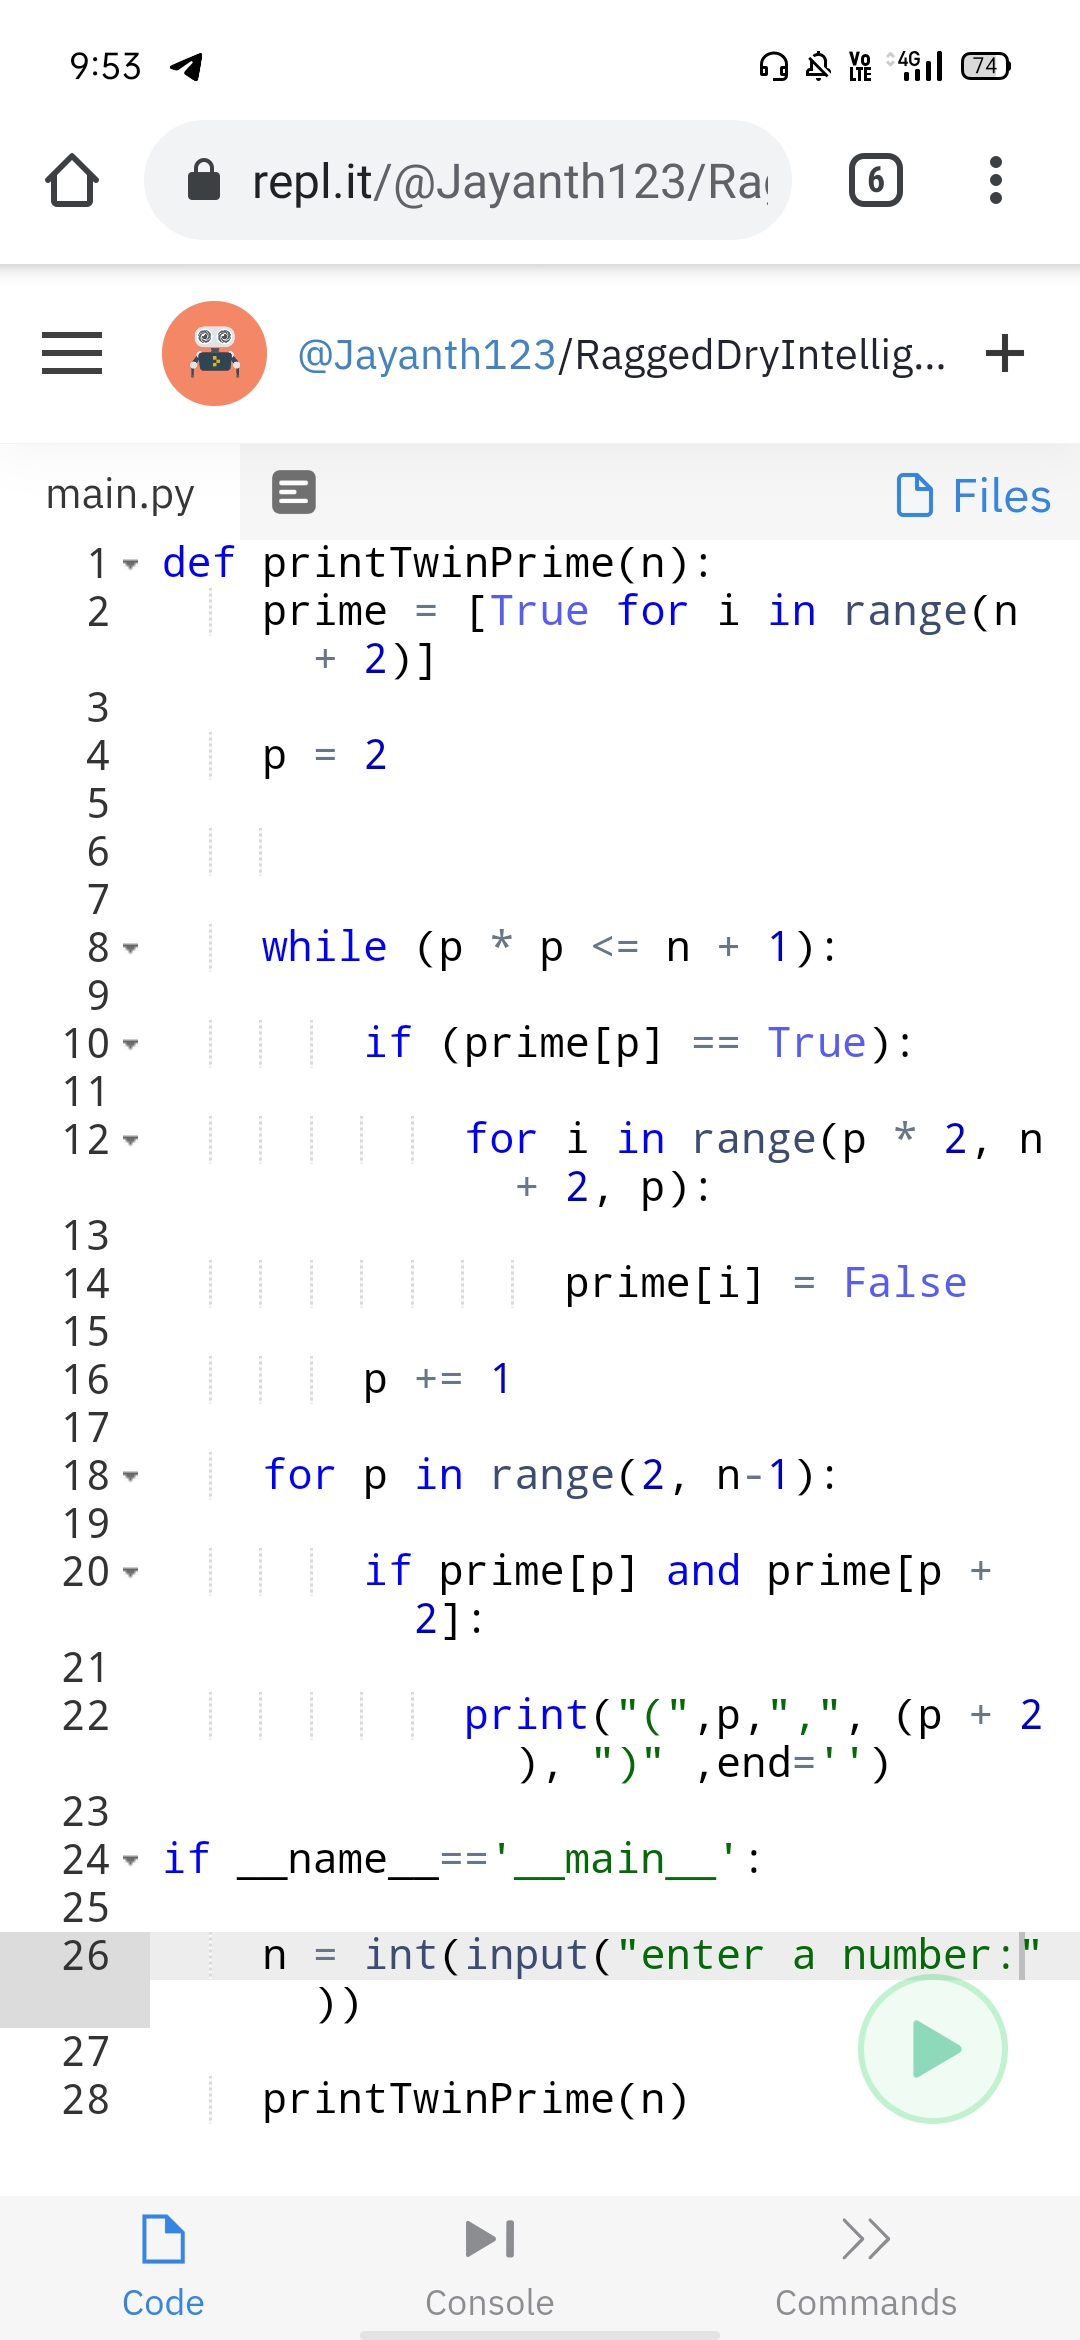 9:53
Vo LTE 4G 74
repl.it/@Jayanth123/Ra
6
@Jayanth123/RaggedDryIntellig...
+
main.py
Files
1 def printTwinPrime(n):
2 prime = [True for i in range(n
+ 2)]
3
4 p = 2
5
6
7
8 while (p * p <= n + 1):
9
10 if (prime[p] == True):
11
12 for i in range(p * 2, n
+ 2, p):
13
14 prime[i] = False
15
16 p += 1
17
18 for p in range(2, n-1):
19
20 if prime[p] and prime[p +
2]:
21
22 print("(",p,",", (p + 2
), ")" ,end='')
23
24 if __name__=='__main__':
25
26 n = int(input("enter a number:"
))
27
28 printTwinPrime(n)
Code
Console
Commands